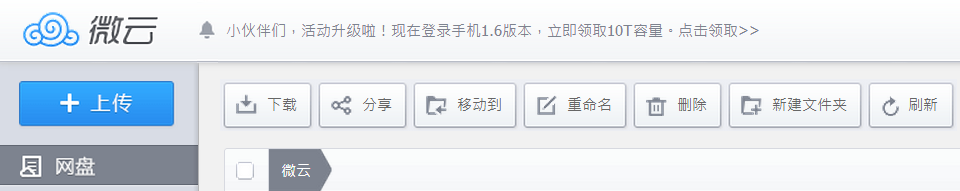 微云
小伙伴们，活动升级啦！现在登录手机1.6版本，立即领取10T容量。点击领取>>
上传
下载 分享 移动到 重命名 删除 新建文件夹 刷新
网盘
微云